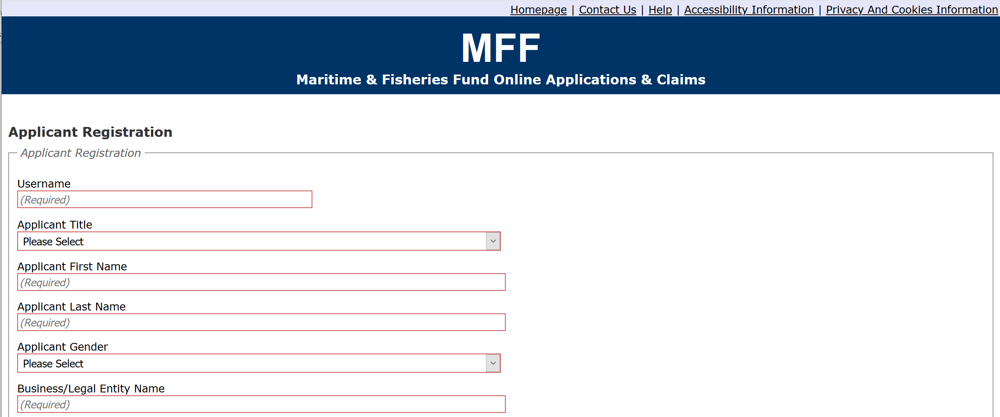 Homepage | Contact Us | Help | Accessibility Information | Privacy And Cookies Information
MFF
Maritime & Fisheries Fund Online Applications & Claims
Applicant Registration
Applicant Registration
Username
(Required)
Applicant Title
Please Select
Applicant First Name
(Required)
Applicant Last Name
(Required)
Applicant Gender
Please Select
Business/Legal Entity Name
(Required)